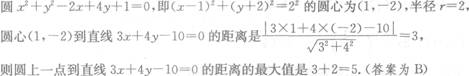 圆 x²+y²-2x+4y+1=0,即(x-1)²+(y+2)²=2² 的圆心为(1,-2),半径 r=2,
圆心(1,-2)到直线 3x+4y-10=0 的距离是 |3×1+4×(-2)-10| / √(3²+4²) =3,
则圆上一点到直线 3x+4y-10=0 的距离的最大值是 3+2=5.(答案为 B)